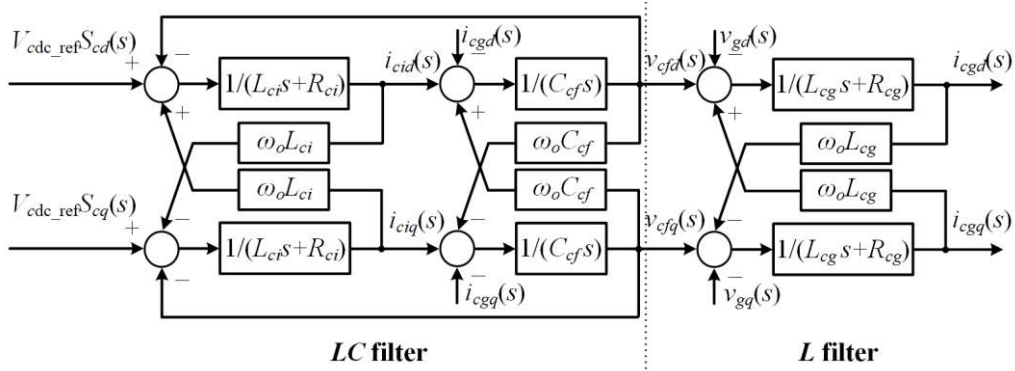 V_cdc_ref S_cd(s)
+
−
+
1/(L_ci s+R_ci)
i_cid(s)
i_cgd(s)
−
+
1/(C_cf s)
v_cfd(s)
v_gd(s)
−
+
1/(L_cg s+R_cg)
i_cgd(s)
ω_o L_ci
ω_o C_cf
ω_o L_cg
ω_o L_ci
ω_o C_cf
ω_o L_cg
V_cdc_ref S_cq(s)
+
−
−
1/(L_ci s+R_ci)
i_ciq(s)
−
−
i_cgq(s)
1/(C_cf s)
v_cfq(s)
−
−
v_gq(s)
1/(L_cg s+R_cg)
i_cgq(s)
LC filter
L filter